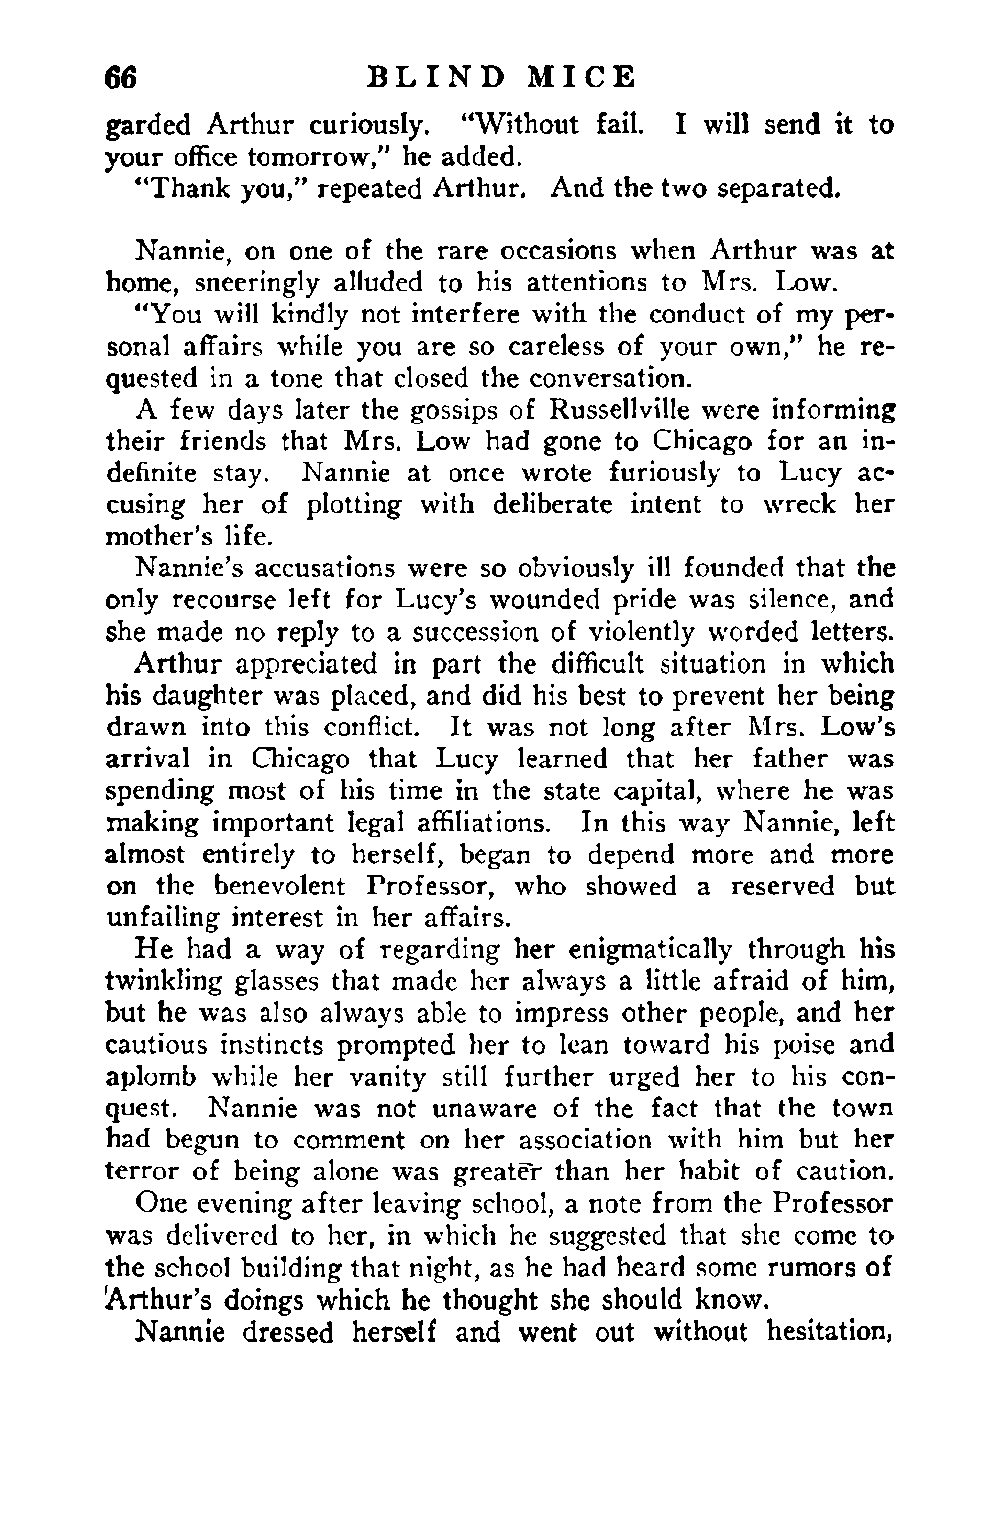 66 BLIND MICE
garded Arthur curiously. “Without fail. I will send it to
your office tomorrow,” he added.
“Thank you,” repeated Arthur. And the two separated.
Nannie, on one of the rare occasions when Arthur was at
home, sneeringly alluded to his attentions to Mrs. Low.
“You will kindly not interfere with the conduct of my per-
sonal affairs while you are so careless of your own,” he re-
quested in a tone that closed the conversation.
A few days later the gossips of Russellville were informing
their friends that Mrs. Low had gone to Chicago for an in-
definite stay. Nannie at once wrote furiously to Lucy ac-
cusing her of plotting with deliberate intent to wreck her
mother’s life.
Nannie’s accusations were so obviously ill founded that the
only recourse left for Lucy’s wounded pride was silence, and
she made no reply to a succession of violently worded letters.
Arthur appreciated in part the difficult situation in which
his daughter was placed, and did his best to prevent her being
drawn into this conflict. It was not long after Mrs. Low’s
arrival in Chicago that Lucy learned that her father was
spending most of his time in the state capital, where he was
making important legal affiliations. In this way Nannie, left
almost entirely to herself, began to depend more and more
on the benevolent Professor, who showed a reserved but
unfailing interest in her affairs.
He had a way of regarding her enigmatically through his
twinkling glasses that made her always a little afraid of him,
but he was also always able to impress other people, and her
cautious instincts prompted her to lean toward his poise and
aplomb while her vanity still further urged her to his con-
quest. Nannie was not unaware of the fact that the town
had begun to comment on her association with him but her
terror of being alone was greater than her habit of caution.
One evening after leaving school, a note from the Professor
was delivered to her, in which he suggested that she come to
the school building that night, as he had heard some rumors of
Arthur’s doings which he thought she should know.
Nannie dressed herself and went out without hesitation,